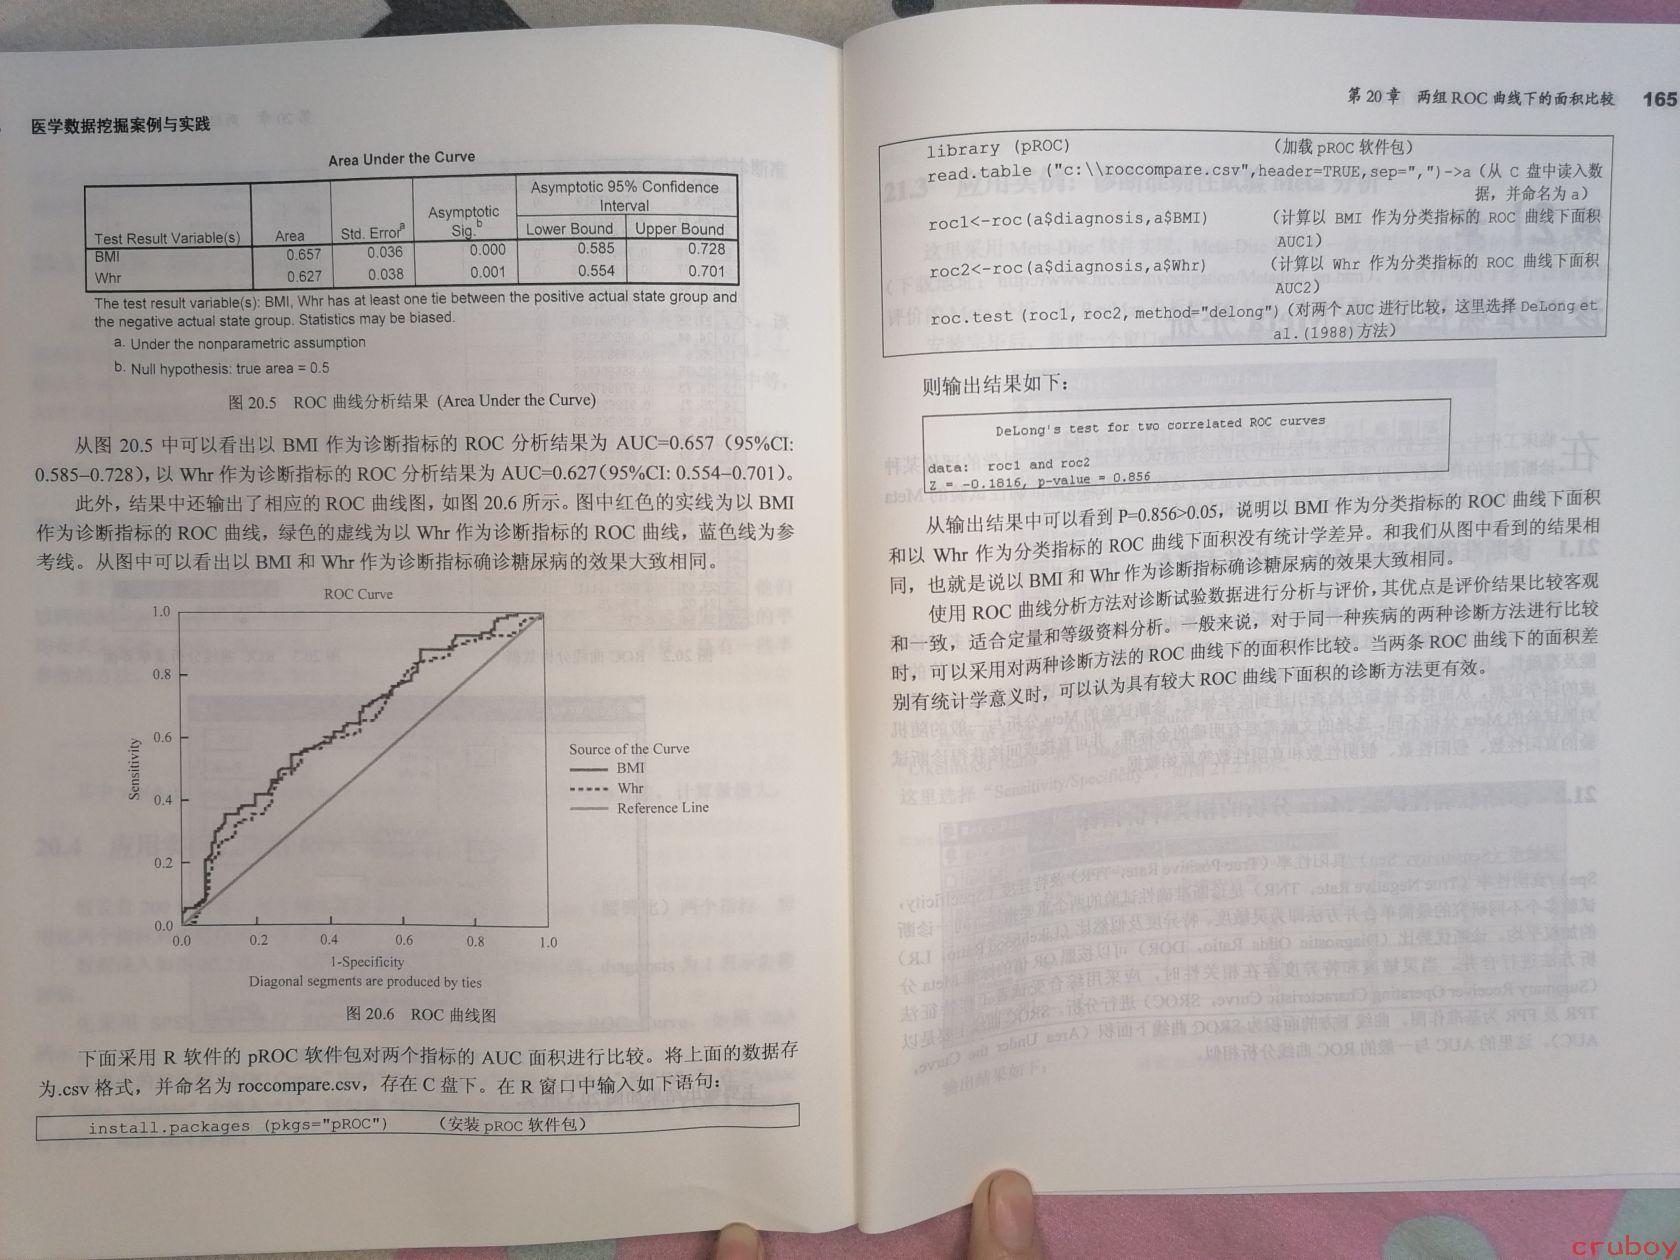 医学数据挖掘案例与实践
Area Under the Curve
Test Result Variable(s) Area Std. Errorᵃ Asymptotic Sig.ᵇ Asymptotic 95% Confidence Interval
Lower Bound Upper Bound
BMI 0.657 0.036 0.000 0.585 0.728
Whr 0.627 0.038 0.001 0.554 0.701
The test result variable(s): BMI, Whr has at least one tie between the positive actual state group and
the negative actual state group. Statistics may be biased.
a. Under the nonparametric assumption
b. Null hypothesis: true area = 0.5
图 20.5 ROC 曲线分析结果 (Area Under the Curve)
从图 20.5 中可以看出以 BMI 作为诊断指标的 ROC 分析结果为 AUC=0.657（95%CI:
0.585–0.728），以 Whr 作为诊断指标的 ROC 分析结果为 AUC=0.627（95%CI: 0.554–0.701）。
此外，结果中还输出了相应的 ROC 曲线图，如图 20.6 所示。图中红色的实线为以 BMI
作为诊断指标的 ROC 曲线，绿色的虚线为以 Whr 作为诊断指标的 ROC 曲线，蓝色线为参
考线。从图中可以看出以 BMI 和 Whr 作为诊断指标确诊糖尿病的效果大致相同。
ROC Curve
1.0
0.8
0.6
0.4
0.2
0.0
Sensitivity
0.0 0.2 0.4 0.6 0.8 1.0
1-Specificity
Diagonal segments are produced by ties
Source of the Curve
BMI
Whr
Reference Line
图 20.6 ROC 曲线图
下面采用 R 软件的 pROC 软件包对两个指标的 AUC 面积进行比较。将上面的数据存
为.csv 格式，并命名为 roccompare.csv，存在 C 盘下。在 R 窗口中输入如下语句：
install.packages (pkgs="pROC") （安装 pROC 软件包）
第 20 章 两组 ROC 曲线下的面积比较 165
library (pROC) （加载 pROC 软件包）
read.table ("c:\\roccompare.csv",header=TRUE,sep=",")->a（从 C 盘中读入数
据，并命名为 a）
roc1<-roc(a$diagnosis,a$BMI) （计算以 BMI 作为分类指标的 ROC 曲线下面积
AUC1）
roc2<-roc(a$diagnosis,a$Whr) （计算以 Whr 作为分类指标的 ROC 曲线下面积
AUC2）
roc.test (roc1, roc2, method="delong")（对两个 AUC 进行比较，这里选择 DeLong et
al.(1988)方法）
则输出结果如下：
DeLong's test for two correlated ROC curves
data: roc1 and roc2
Z = -0.1816, p-value = 0.856
从输出结果中可以看到 P=0.856>0.05，说明以 BMI 作为分类指标的 ROC 曲线下面积
和以 Whr 作为分类指标的 ROC 曲线下面积没有统计学差异。和我们从图中看到的结果相
同，也就是说以 BMI 和 Whr 作为诊断指标确诊糖尿病的效果大致相同。
使用 ROC 曲线分析方法对诊断试验数据进行分析与评价，其优点是评价结果比较客观
和一致，适合定量和等级资料分析。一般来说，对于同一种疾病的两种诊断方法进行比较
时，可以采用对两种诊断方法的 ROC 曲线下的面积作比较。当两条 ROC 曲线下的面积差
别有统计学意义时，可以认为具有较大 ROC 曲线下面积的诊断方法更有效。
cruboy